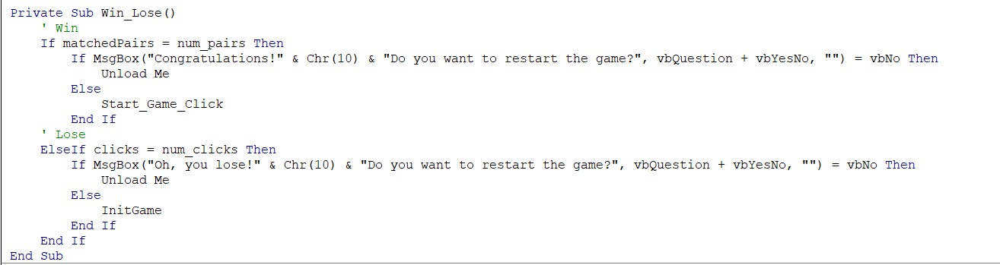 Private Sub Win_Lose()
    ' Win
    If matchedPairs = num_pairs Then
        If MsgBox("Congratulations!" & Chr(10) & "Do you want to restart the game?", vbQuestion + vbYesNo, "") = vbNo Then
            Unload Me
        Else
            Start_Game_Click
        End If
    ' Lose
    ElseIf clicks = num_clicks Then
        If MsgBox("Oh, you lose!" & Chr(10) & "Do you want to restart the game?", vbQuestion + vbYesNo, "") = vbNo Then
            Unload Me
        Else
            InitGame
        End If
    End If
End Sub